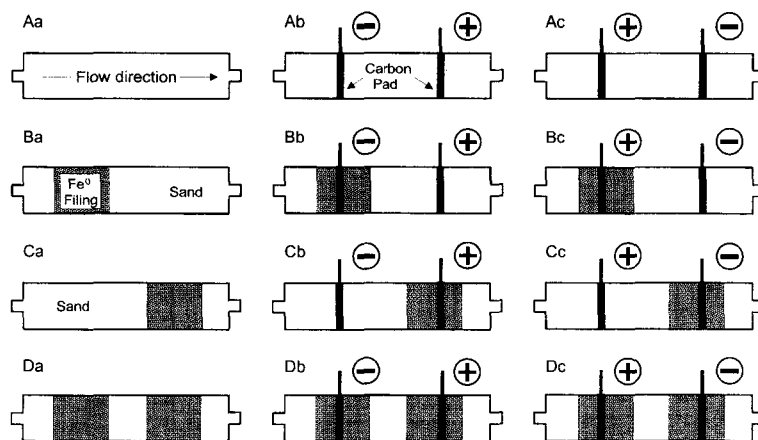 Aa
Ab
Ac
− +
+ −
Flow direction
Carbon
Pad
Ba
Bb
Bc
− +
+ −
Fe⁰
Filing
Sand
Ca
Cb
Cc
− +
+ −
Sand
Da
Db
Dc
− +
+ −